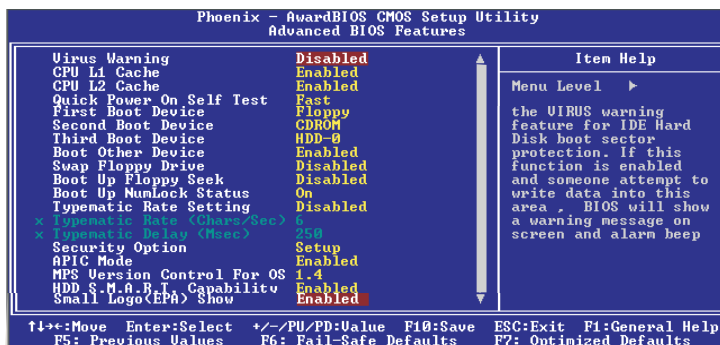 Phoenix - AwardBIOS CMOS Setup Utility
Advanced BIOS Features
Virus Warning Disabled
CPU L1 Cache Enabled
CPU L2 Cache Enabled
Quick Power On Self Test Fast
First Boot Device Floppy
Second Boot Device CDROM
Third Boot Device HDD-0
Boot Other Device Enabled
Swap Floppy Drive Disabled
Boot Up Floppy Seek Disabled
Boot Up NumLock Status On
Typematic Rate Setting Disabled
x Typematic Rate (Chars/Sec) 6
x Typematic Delay (Msec) 250
Security Option Setup
APIC Mode Enabled
MPS Version Control For OS 1.4
HDD S.M.A.R.T. Capability Enabled
Small Logo(EPA) Show Enabled
Item Help
Menu Level ▶
the VIRUS warning
feature for IDE Hard
Disk boot sector
protection. If this
function is enabled
and someone attempt to
write data into this
area , BIOS will show
a warning message on
screen and alarm beep
↑↓→←:Move Enter:Select +/-/PU/PD:Value F10:Save ESC:Exit F1:General Help
F5: Previous Values F6: Fail-Safe Defaults F7: Optimized Defaults